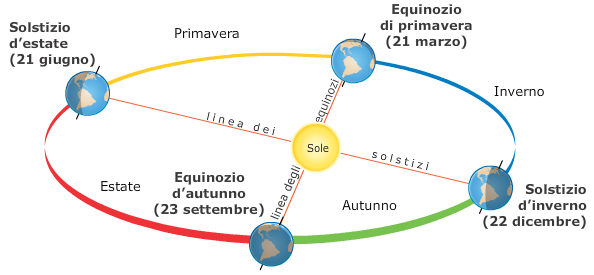 Solstizio
d'estate
(21 giugno)
Primavera
Equinozio
di primavera
(21 marzo)
Inverno
linea dei
solstizi
Sole
linea degli
equinozi
Estate
Equinozio
d'autunno
(23 settembre)
Autunno
Solstizio
d'inverno
(22 dicembre)